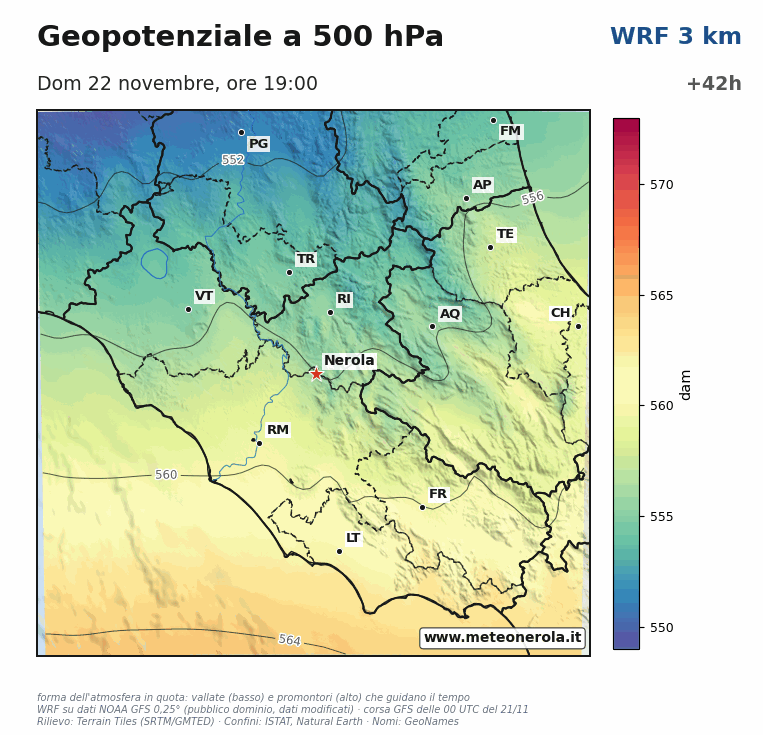 Geopotenziale a 500 hPa
WRF 3 km
Dom 22 novembre, ore 19:00
+42h
FM
PG
552
570
AP
556
TE
TR
VT
RI
565
AQ
CH
Nerola
dam
560
RM
560
FR
555
LT
564
www.meteonerola.it
550
forma dell'atmosfera in quota: vallate (basso) e promontori (alto) che guidano il tempo
WRF su dati NOAA GFS 0,25° (pubblico dominio, dati modificati) · corsa GFS delle 00 UTC del 21/11
Rilievo: Terrain Tiles (SRTM/GMTED) · Confini: ISTAT, Natural Earth · Nomi: GeoNames